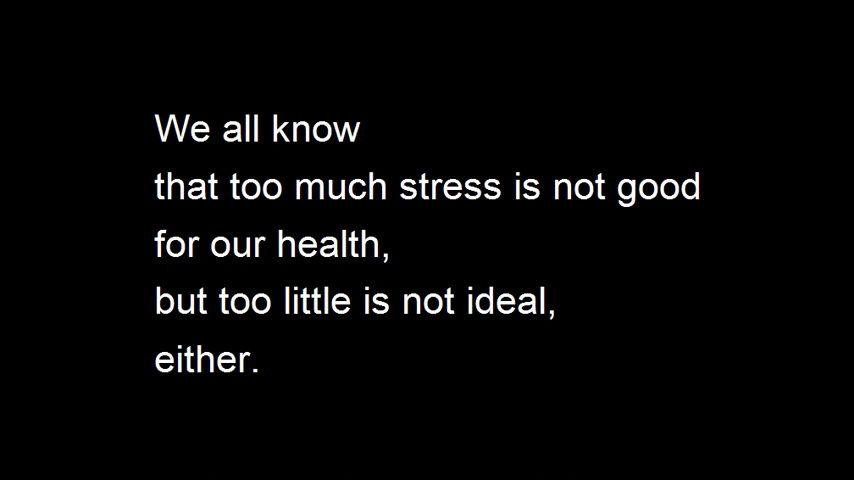 We all know
that too much stress is not good
for our health,
but too little is not ideal,
either.